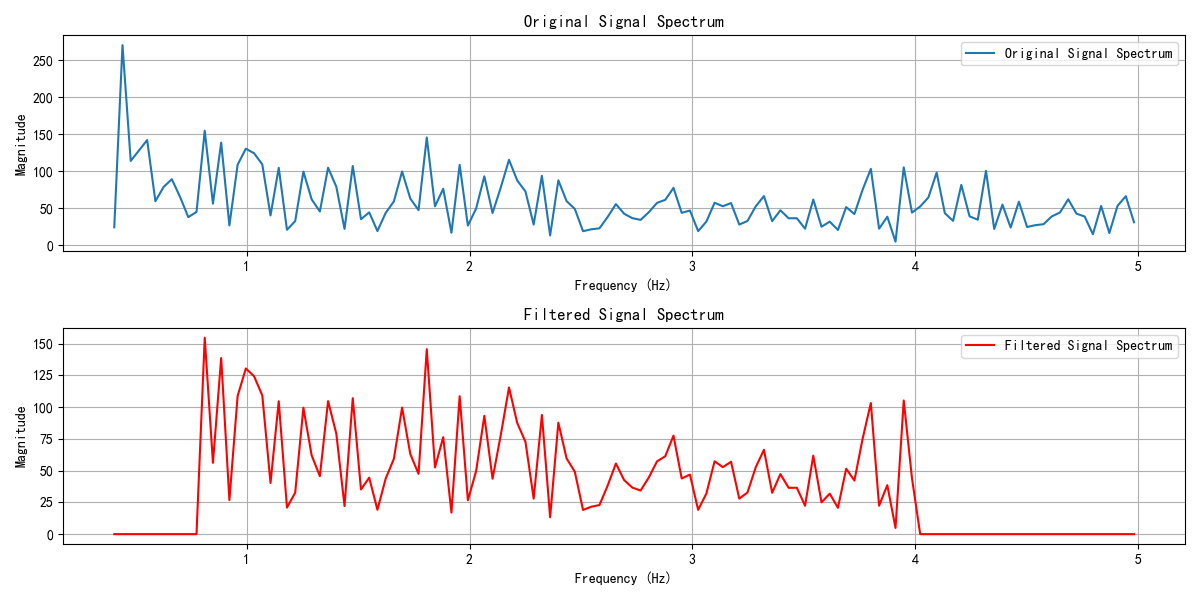 Original Signal Spectrum
Original Signal Spectrum
Magnitude
250
200
150
100
50
0
1
2
3
4
5
Frequency (Hz)
Filtered Signal Spectrum
Filtered Signal Spectrum
Magnitude
150
125
100
75
50
25
0
1
2
3
4
5
Frequency (Hz)